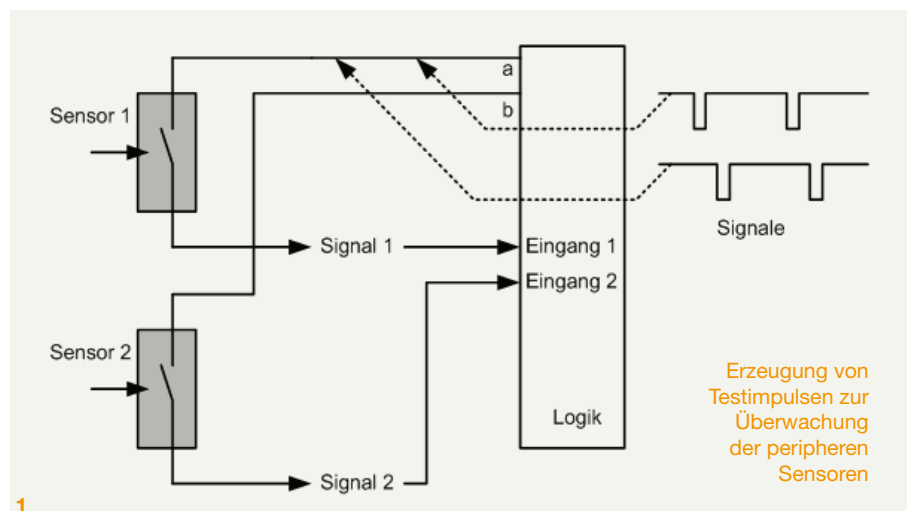 a
b
Sensor 1
Signal 1
Eingang 1
Eingang 2
Signale
Sensor 2
Logik
Signal 2
Erzeugung von
Testimpulsen zur
Überwachung
der peripheren
Sensoren
1